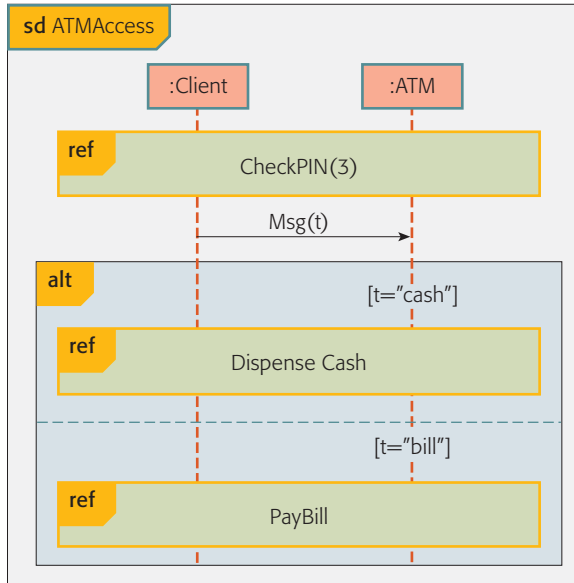 sd ATMAccess
:Client
:ATM
ref
CheckPIN(3)
Msg(t)
alt
[t=”cash”]
ref
Dispense Cash
[t=”bill”]
ref
PayBill